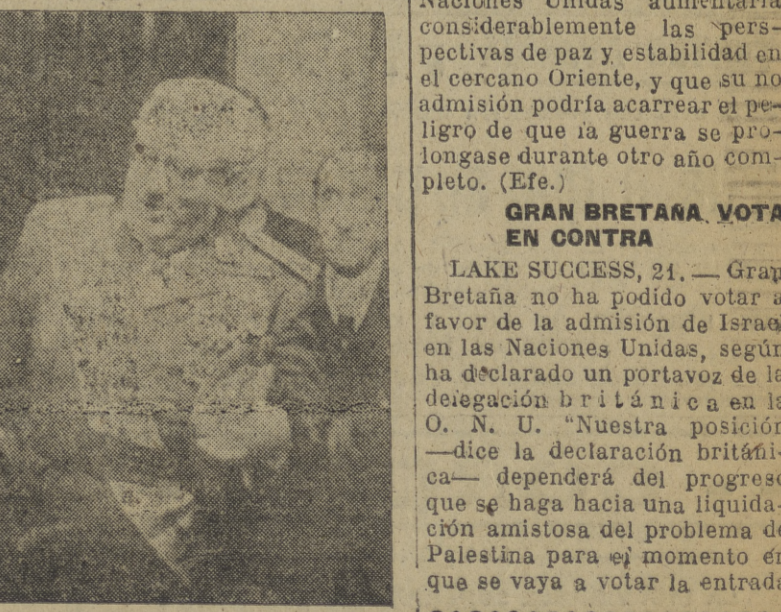 Naciones Unidas aumentaría
considerablemente las pers-
pectivas de paz y estabilidad en
el cercano Oriente, y que su no
admisión podría acarrear el pe-
ligro de que la guerra se pro-
longase durante otro año com-
pleto. (Efe.)
GRAN BRETAÑA VOTA
EN CONTRA
LAKE SUCCESS, 21. — Gran
Bretaña no ha podido votar a
favor de la admisión de Israel
en las Naciones Unidas, según
ha declarado un portavoz de la
delegación británica en la
O. N. U. "Nuestra posición
—dice la declaración británi-
ca— dependerá del progreso
que se haga hacia una liquida-
ción amistosa del problema de
Palestina para el momento en
que se vaya a votar la entrada